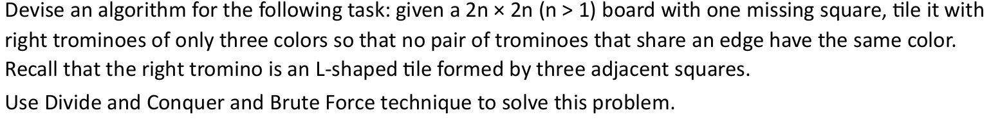 Devise an algorithm for the following task: given a 2n × 2n (n > 1) board with one missing square, tile it with
right trominoes of only three colors so that no pair of trominoes that share an edge have the same color.
Recall that the right tromino is an L-shaped tile formed by three adjacent squares.
Use Divide and Conquer and Brute Force technique to solve this problem.